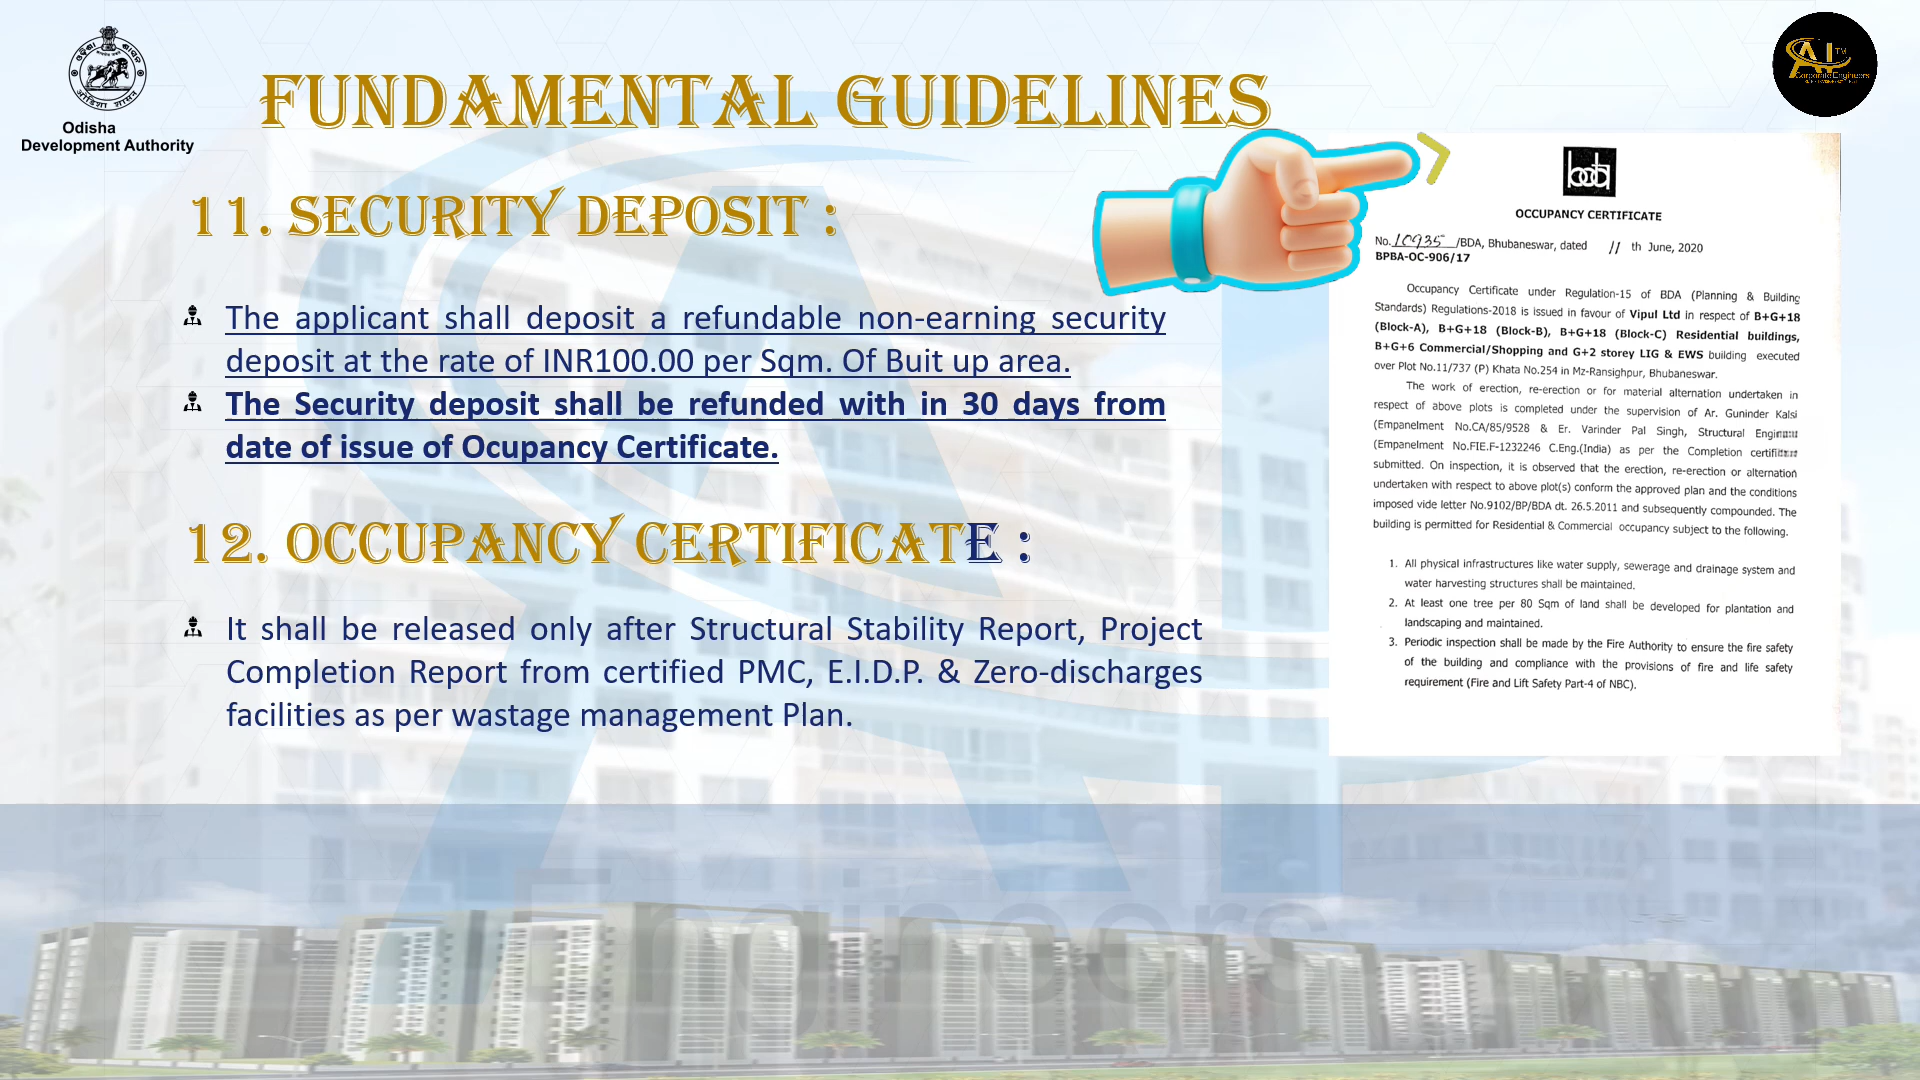 Odisha
Development Authority
FUNDAMENTAL GUIDELINES
11. SECURITY DEPOSIT :
The applicant shall deposit a refundable non-earning security
deposit at the rate of INR100.00 per Sqm. Of Buit up area.
The Security deposit shall be refunded with in 30 days from
date of issue of Ocupancy Certificate.
12. OCCUPANCY CERTIFICATE :
It shall be released only after Structural Stability Report, Project
Completion Report from certified PMC, E.I.D.P. & Zero-discharges
facilities as per wastage management Plan.
AI TM
Corporate Engineers
bda
OCCUPANCY CERTIFICATE
No. 10935 /BDA, Bhubaneswar, dated 11 th June, 2020
BPBA-OC-906/17
Occupancy Certificate under Regulation-15 of BDA (Planning & Building
Standards) Regulations-2018 is issued in favour of Vipul Ltd in respect of B+G+18
(Block-A), B+G+18 (Block-B), B+G+18 (Block-C) Residential buildings,
B+G+6 Commercial/Shopping and G+2 storey LIG & EWS building executed
over Plot No.11/737 (P) Khata No.254 in Mz-Ransighpur, Bhubaneswar.
The work of erection, re-erection or for material alternation undertaken in
respect of above plots is completed under the supervision of Ar. Guninder Kalsi
(Empanelment No.CA/85/9528 & Er. Varinder Pal Singh, Structural
(Empanelment No.FIE.F-1232246 C.Eng.(India) as per the Completion
submitted. On inspection, it is observed that the erection, re-erection or alternation
undertaken with respect to above plot(s) conform the approved plan and the conditions
imposed vide letter No.9102/BP/BDA dt. 26.5.2011 and subsequently compounded. The
building is permitted for Residential & Commercial occupancy subject to the following.
1. All physical infrastructures like water supply, sewerage and drainage system and
water harvesting structures shall be maintained.
2. At least one tree per 80 Sqm of land shall be developed for plantation and
landscaping and maintained.
3. Periodic inspection shall be made by the Fire Authority to ensure the fire safety
of the building and compliance with the provisions of fire and life safety
requirement (Fire and Lift Safety Part-4 of NBC).
Engineers